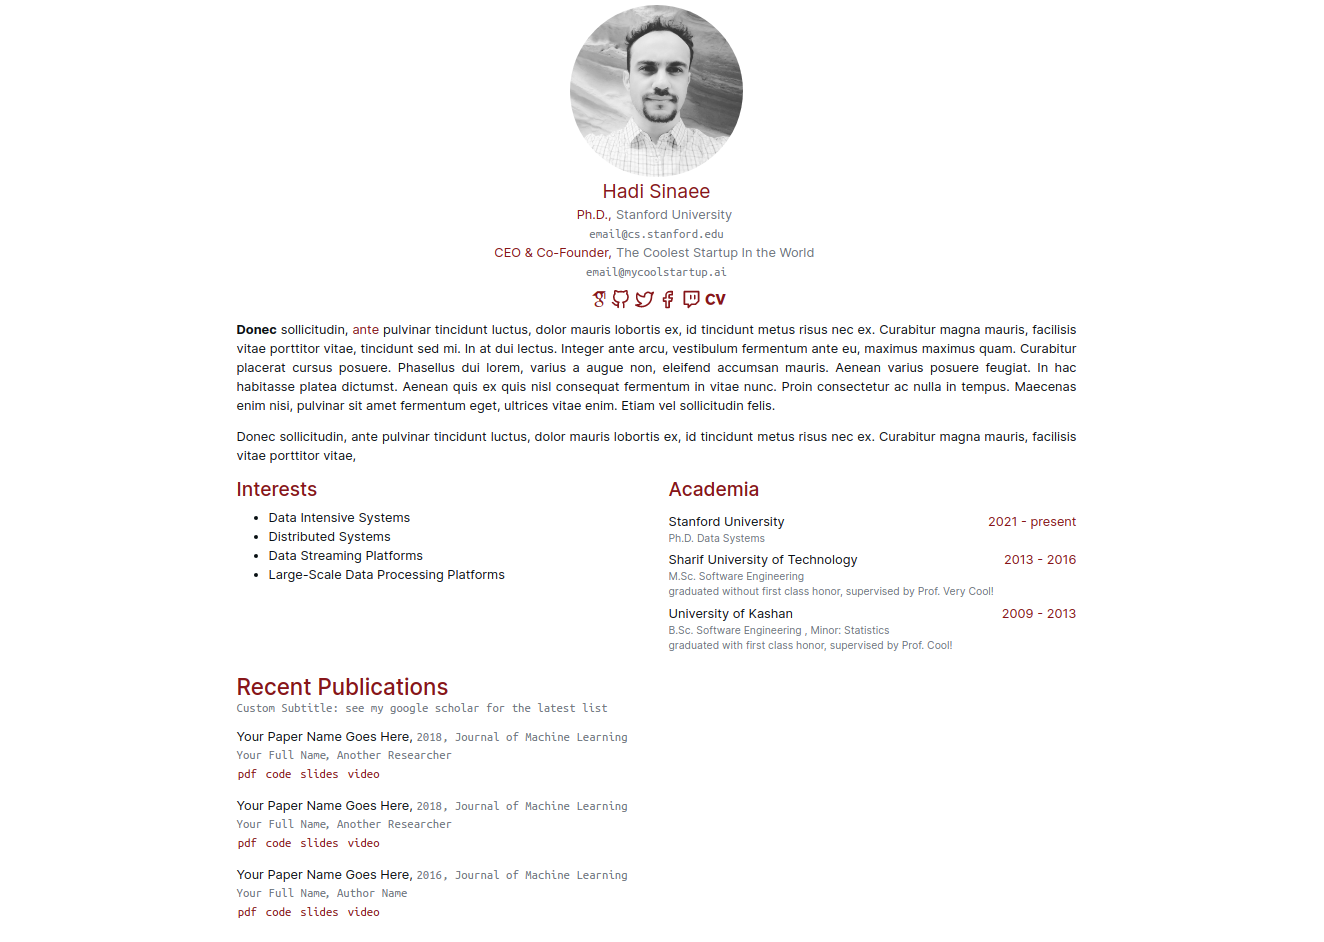 Hadi Sinaee
Ph.D., Stanford University
email@cs.stanford.edu
CEO & Co-Founder, The Coolest Startup In the World
email@mycoolstartup.ai
CV
Donec sollicitudin, ante pulvinar tincidunt luctus, dolor mauris lobortis ex, id tincidunt metus risus nec ex. Curabitur magna mauris, facilisis
vitae porttitor vitae, tincidunt sed mi. In at dui lectus. Integer ante arcu, vestibulum fermentum ante eu, maximus maximus quam. Curabitur
placerat cursus posuere. Phasellus dui lorem, varius a augue non, eleifend accumsan mauris. Aenean varius posuere feugiat. In hac
habitasse platea dictumst. Aenean quis ex quis nisl consequat fermentum in vitae nunc. Proin consectetur ac nulla in tempus. Maecenas
enim nisi, pulvinar sit amet fermentum eget, ultrices vitae enim. Etiam vel sollicitudin felis.
Donec sollicitudin, ante pulvinar tincidunt luctus, dolor mauris lobortis ex, id tincidunt metus risus nec ex. Curabitur magna mauris, facilisis
vitae porttitor vitae,
Interests
Data Intensive Systems
Distributed Systems
Data Streaming Platforms
Large-Scale Data Processing Platforms
Academia
Stanford University 2021 - present
Ph.D. Data Systems
Sharif University of Technology 2013 - 2016
M.Sc. Software Engineering
graduated without first class honor, supervised by Prof. Very Cool!
University of Kashan 2009 - 2013
B.Sc. Software Engineering , Minor: Statistics
graduated with first class honor, supervised by Prof. Cool!
Recent Publications
Custom Subtitle: see my google scholar for the latest list
Your Paper Name Goes Here, 2018, Journal of Machine Learning
Your Full Name, Another Researcher
pdf code slides video
Your Paper Name Goes Here, 2018, Journal of Machine Learning
Your Full Name, Another Researcher
pdf code slides video
Your Paper Name Goes Here, 2016, Journal of Machine Learning
Your Full Name, Author Name
pdf code slides video